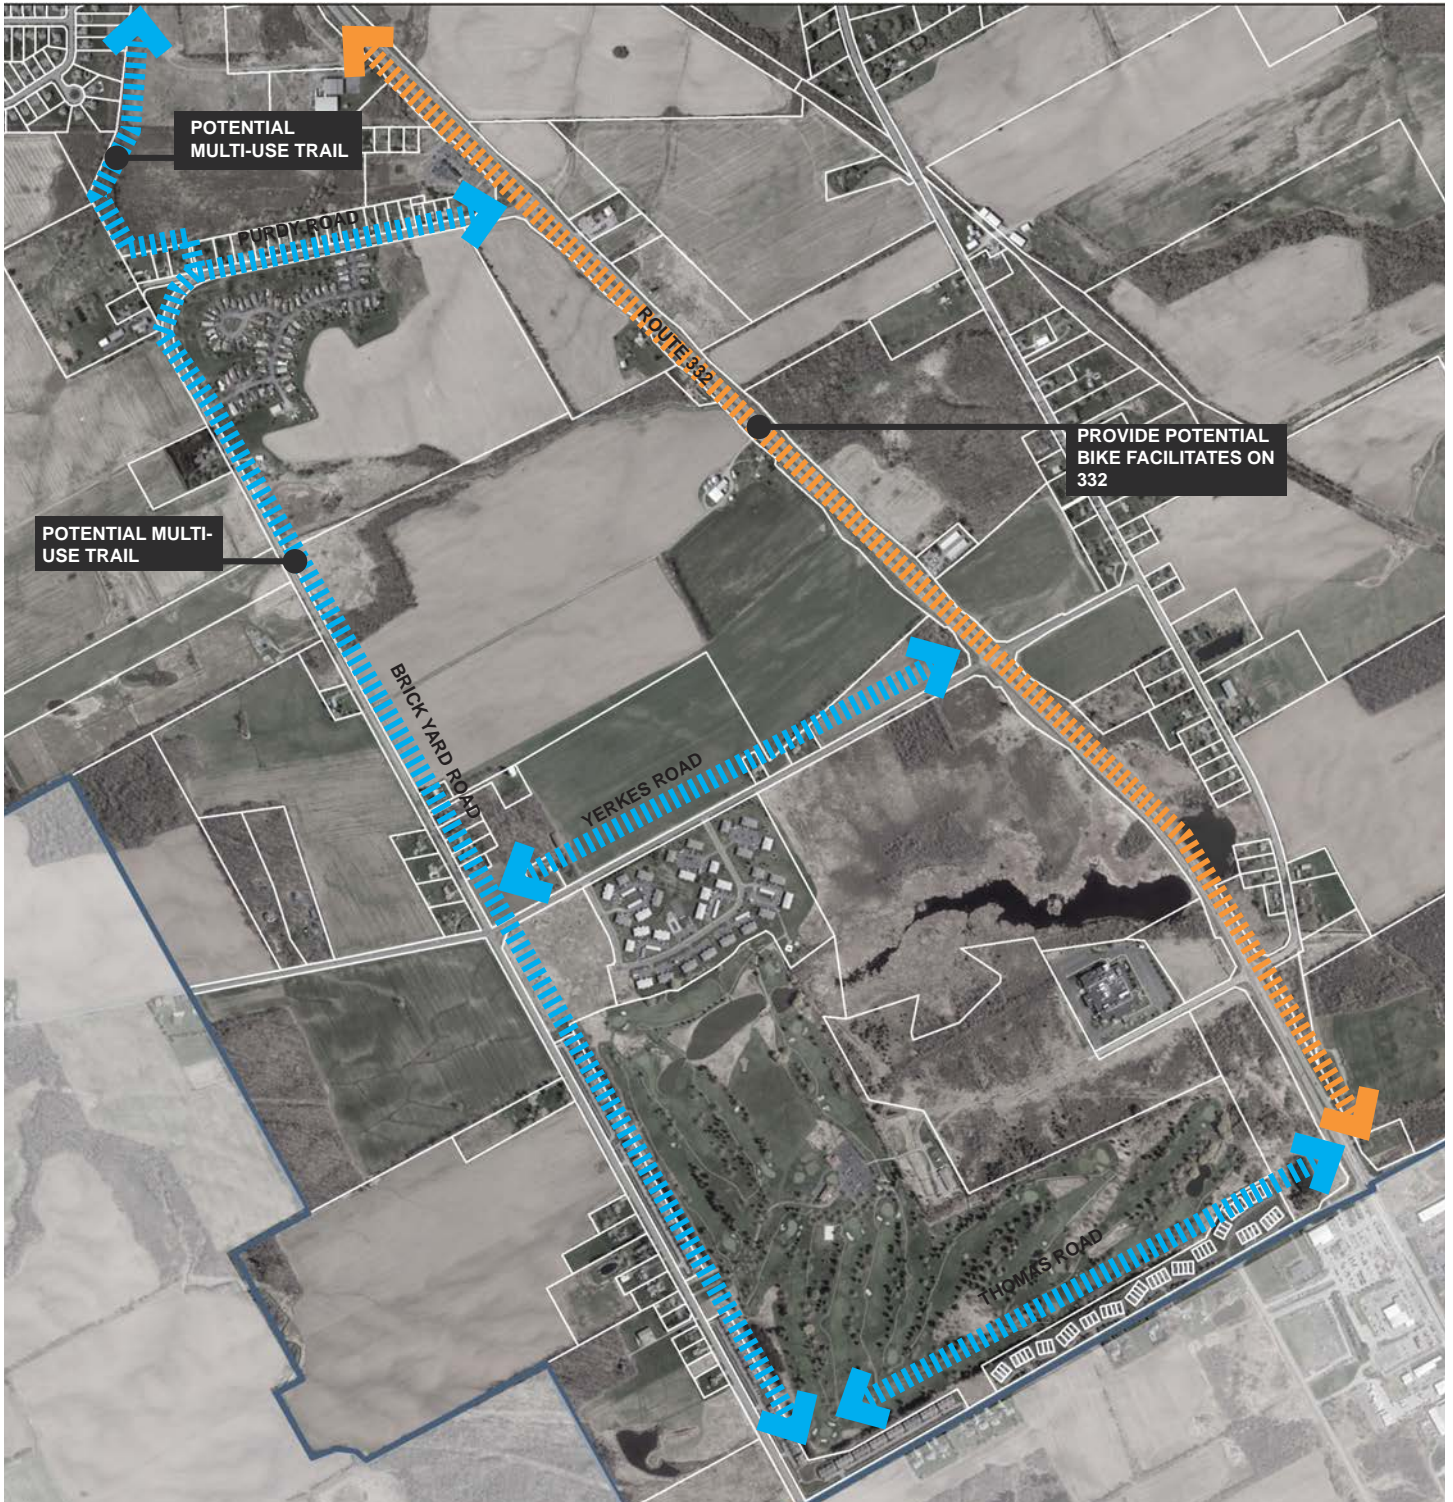 POTENTIAL
MULTI-USE TRAIL
PURDY ROAD
ROUTE 332
PROVIDE POTENTIAL
BIKE FACILITATES ON
332
POTENTIAL MULTI-
USE TRAIL
BRICK YARD ROAD
YERKES ROAD
THOMAS ROAD